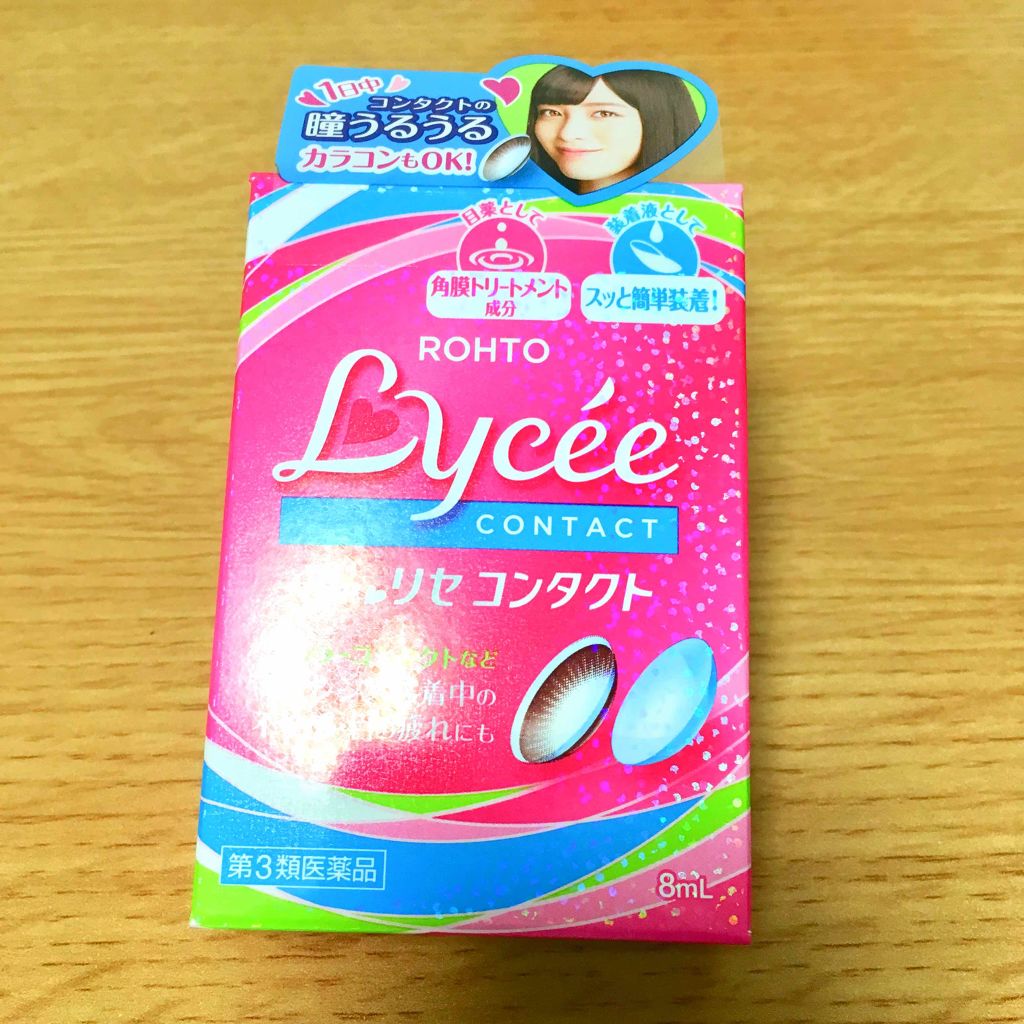 1日中
コンタクトの
瞳うるうる
カラコンもOK!
目薬として
角膜トリートメント
成分
装着液として
スッと簡単装着!
ROHTO
Lycée
CONTACT
リセ コンタクト
など
着中の
疲れにも
第3類医薬品
8mL